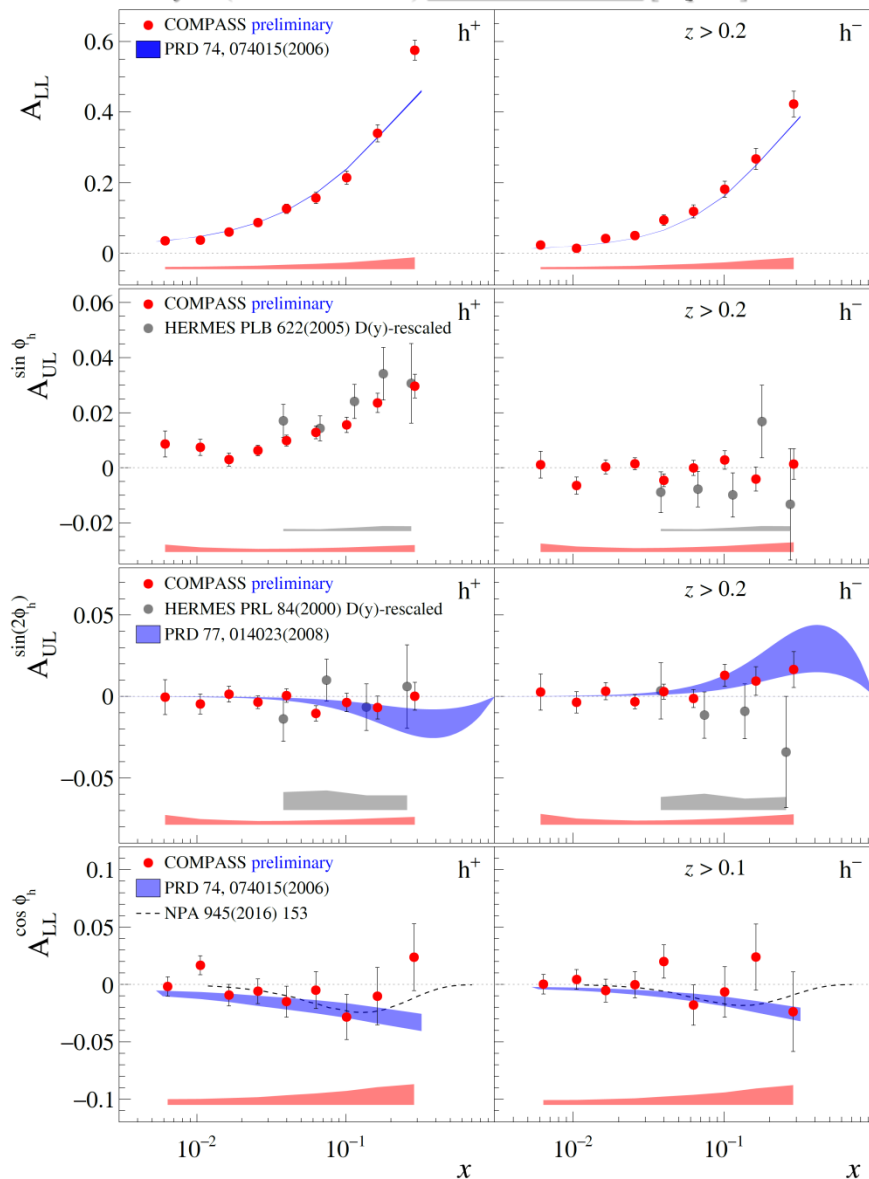 COMPASS preliminary h⁺
PRD 74, 074015(2006)
z > 0.2 h⁻
A_LL
0.6
0.4
0.2
0
COMPASS preliminary h⁺
HERMES PLB 622(2005) D(y)-rescaled
z > 0.2 h⁻
A_UL^sin ϕ_h
0.06
0.04
0.02
0
−0.02
COMPASS preliminary h⁺
HERMES PRL 84(2000) D(y)-rescaled
PRD 77, 014023(2008)
z > 0.2 h⁻
A_UL^sin(2ϕ_h)
0.05
0
−0.05
COMPASS preliminary h⁺
PRD 74, 074015(2006)
NPA 945(2016) 153
z > 0.1 h⁻
A_LL^cos ϕ_h
0.1
0.05
0
−0.05
−0.1
10⁻² 10⁻¹ 10⁻² 10⁻¹
x x